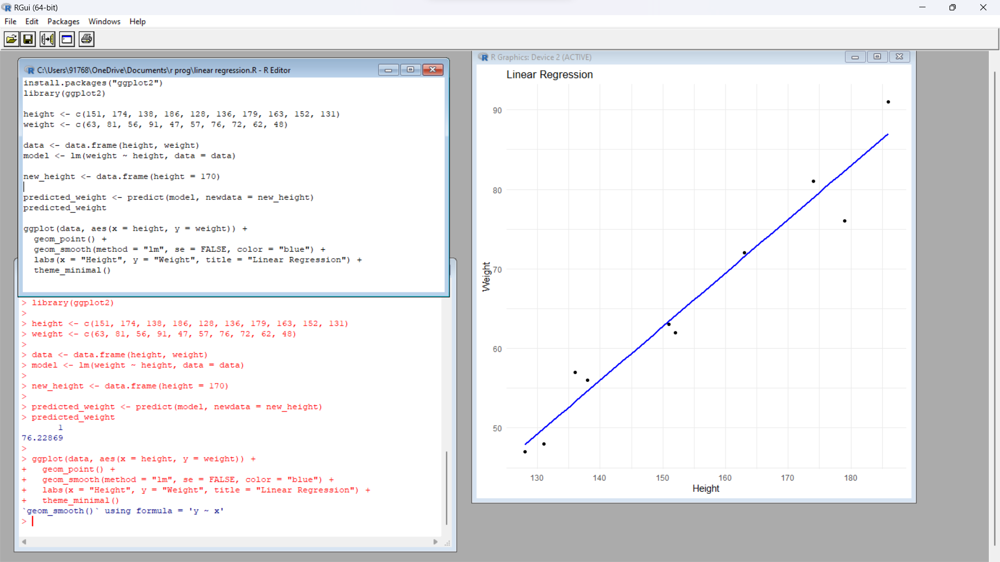 RGui (64-bit)
File Edit Packages Windows Help
C:\Users\91768\OneDrive\Documents\r prog\linear regression.R - R Editor
install.packages("ggplot2")
library(ggplot2)
height <- c(151, 174, 138, 186, 128, 136, 179, 163, 152, 131)
weight <- c(63, 81, 56, 91, 47, 57, 76, 72, 62, 48)
data <- data.frame(height, weight)
model <- lm(weight ~ height, data = data)
new_height <- data.frame(height = 170)
predicted_weight <- predict(model, newdata = new_height)
predicted_weight
ggplot(data, aes(x = height, y = weight)) +
  geom_point() +
  geom_smooth(method = "lm", se = FALSE, color = "blue") +
  labs(x = "Height", y = "Weight", title = "Linear Regression") +
  theme_minimal()
> library(ggplot2)
>
> height <- c(151, 174, 138, 186, 128, 136, 179, 163, 152, 131)
> weight <- c(63, 81, 56, 91, 47, 57, 76, 72, 62, 48)
>
> data <- data.frame(height, weight)
> model <- lm(weight ~ height, data = data)
>
> new_height <- data.frame(height = 170)
>
> predicted_weight <- predict(model, newdata = new_height)
> predicted_weight
       1
76.22869
>
> ggplot(data, aes(x = height, y = weight)) +
+   geom_point() +
+   geom_smooth(method = "lm", se = FALSE, color = "blue") +
+   labs(x = "Height", y = "Weight", title = "Linear Regression") +
+   theme_minimal()
`geom_smooth()` using formula = 'y ~ x'
>
R Graphics: Device 2 (ACTIVE)
Linear Regression
90
80
70
60
50
Weight
130 140 150 160 170 180
Height